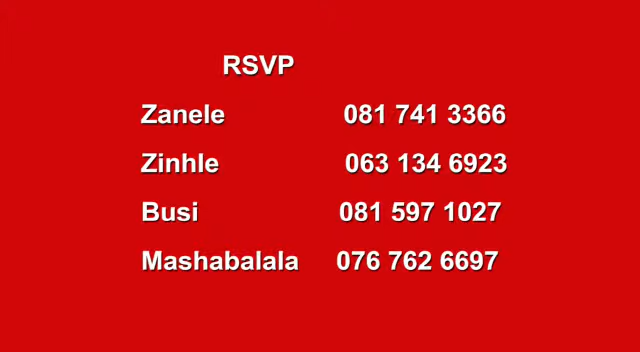 RSVP
Zanele 081 741 3366
Zinhle 063 134 6923
Busi 081 597 1027
Mashabalala 076 762 6697